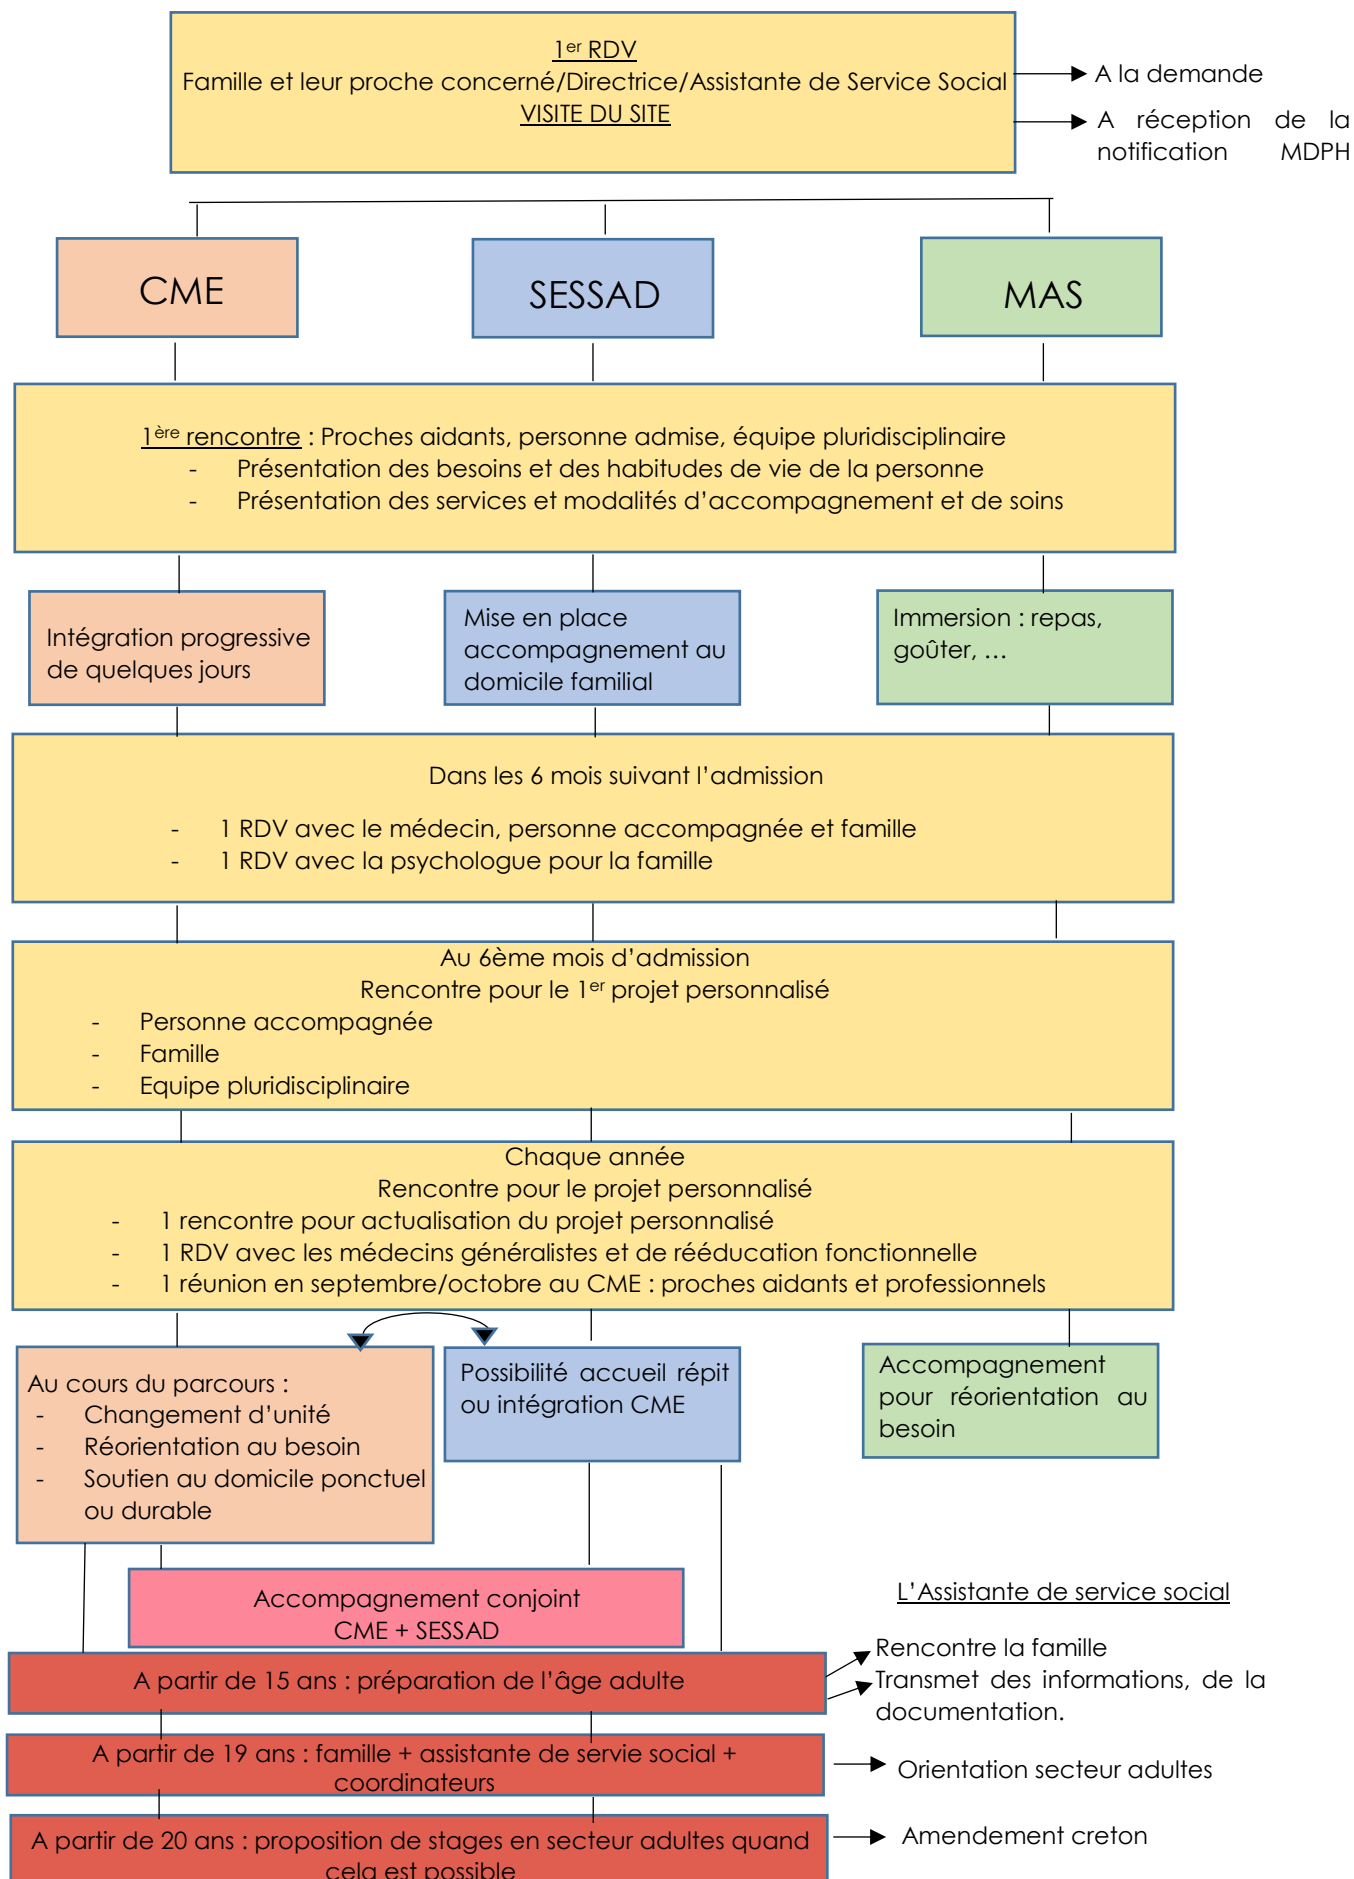 1er RDV
Famille et leur proche concerné/Directrice/Assistante de Service Social
VISITE DU SITE
A la demande
A réception de la
notification MDPH
CME
SESSAD
MAS
1ère rencontre : Proches aidants, personne admise, équipe pluridisciplinaire
- Présentation des besoins et des habitudes de vie de la personne
- Présentation des services et modalités d'accompagnement et de soins
Intégration progressive
de quelques jours
Mise en place
accompagnement au
domicile familial
Immersion : repas,
goûter, …
Dans les 6 mois suivant l'admission
- 1 RDV avec le médecin, personne accompagnée et famille
- 1 RDV avec la psychologue pour la famille
Au 6ème mois d'admission
Rencontre pour le 1er projet personnalisé
- Personne accompagnée
- Famille
- Equipe pluridisciplinaire
Chaque année
Rencontre pour le projet personnalisé
- 1 rencontre pour actualisation du projet personnalisé
- 1 RDV avec les médecins généralistes et de rééducation fonctionnelle
- 1 réunion en septembre/octobre au CME : proches aidants et professionnels
Au cours du parcours :
- Changement d'unité
- Réorientation au besoin
- Soutien au domicile ponctuel
ou durable
Possibilité accueil répit
ou intégration CME
Accompagnement
pour réorientation au
besoin
Accompagnement conjoint
CME + SESSAD
L'Assistante de service social
Rencontre la famille
Transmet des informations, de la
documentation.
A partir de 15 ans : préparation de l'âge adulte
A partir de 19 ans : famille + assistante de servie social +
coordinateurs
Orientation secteur adultes
A partir de 20 ans : proposition de stages en secteur adultes quand
cela est possible
Amendement creton